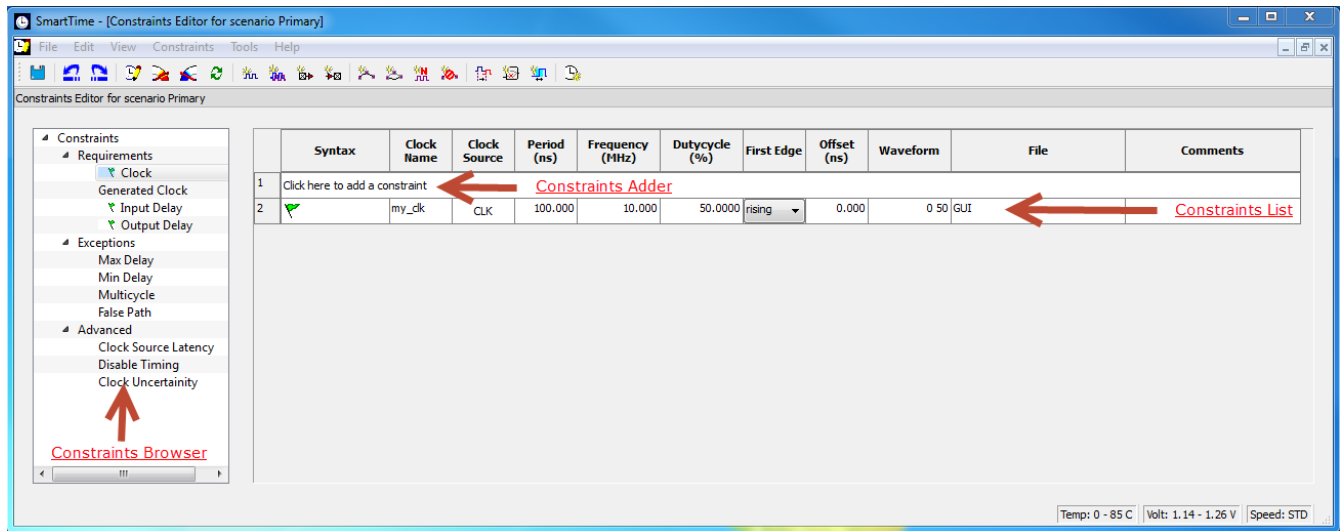 SmartTime - [Constraints Editor for scenario Primary]
File Edit View Constraints Tools Help
Constraints Editor for scenario Primary
Constraints
Requirements
Clock
Generated Clock
Input Delay
Output Delay
Exceptions
Max Delay
Min Delay
Multicycle
False Path
Advanced
Clock Source Latency
Disable Timing
Clock Uncertainity
Constraints Browser
Syntax Clock Name Clock Source Period (ns) Frequency (MHz) Dutycycle (%) First Edge Offset (ns) Waveform File Comments
1 Click here to add a constraint Constraints Adder
2 my_clk CLK 100.000 10.000 50.0000 rising 0.000 0 50 GUI Constraints List
Temp: 0 - 85 C Volt: 1.14 - 1.26 V Speed: STD